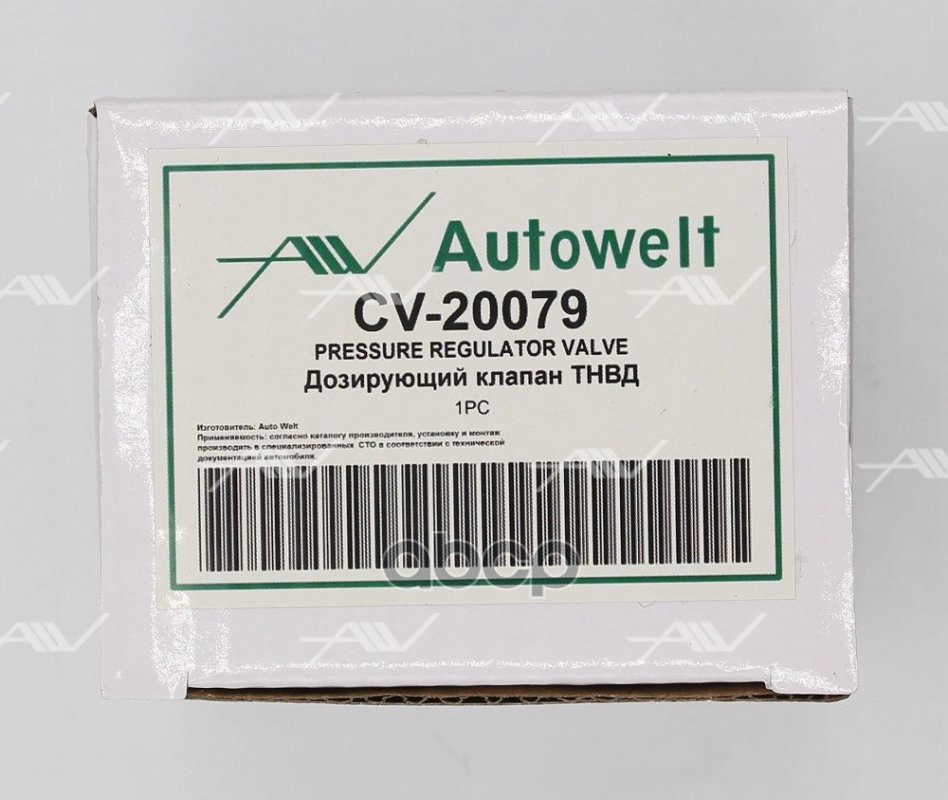 Autowelt
CV-20079
PRESSURE REGULATOR VALVE
Дозирующий клапан ТНВД
1PC
Изготовитель: Auto Welt
Применяемость: согласно каталогу производителя, установку и монтаж
производить в специализированных СТО в соответствии с технической
документацией автомобиля.
abcp